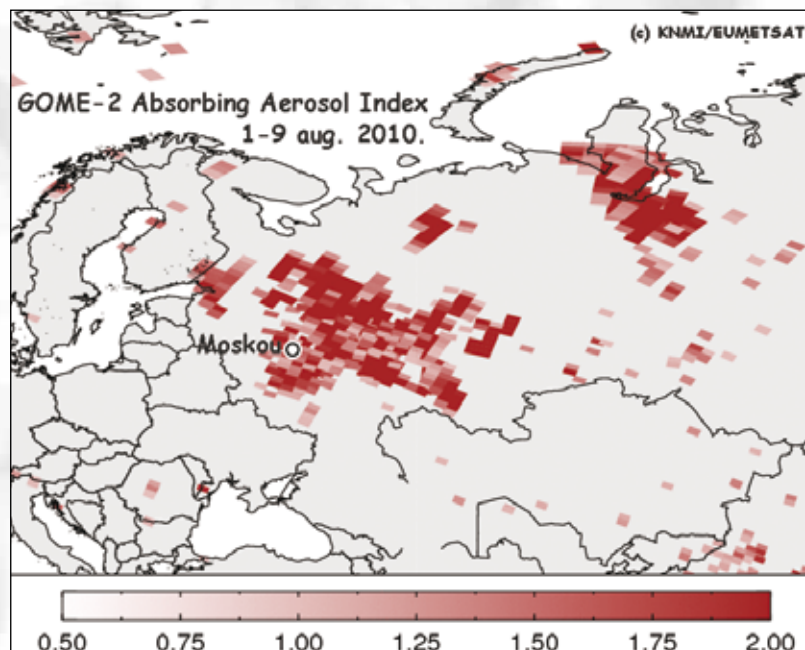 (c) KNMI/EUMETSAT
GOME-2 Absorbing Aerosol Index
1-9 aug. 2010.
Moskou
0.50 0.75 1.00 1.25 1.50 1.75 2.00